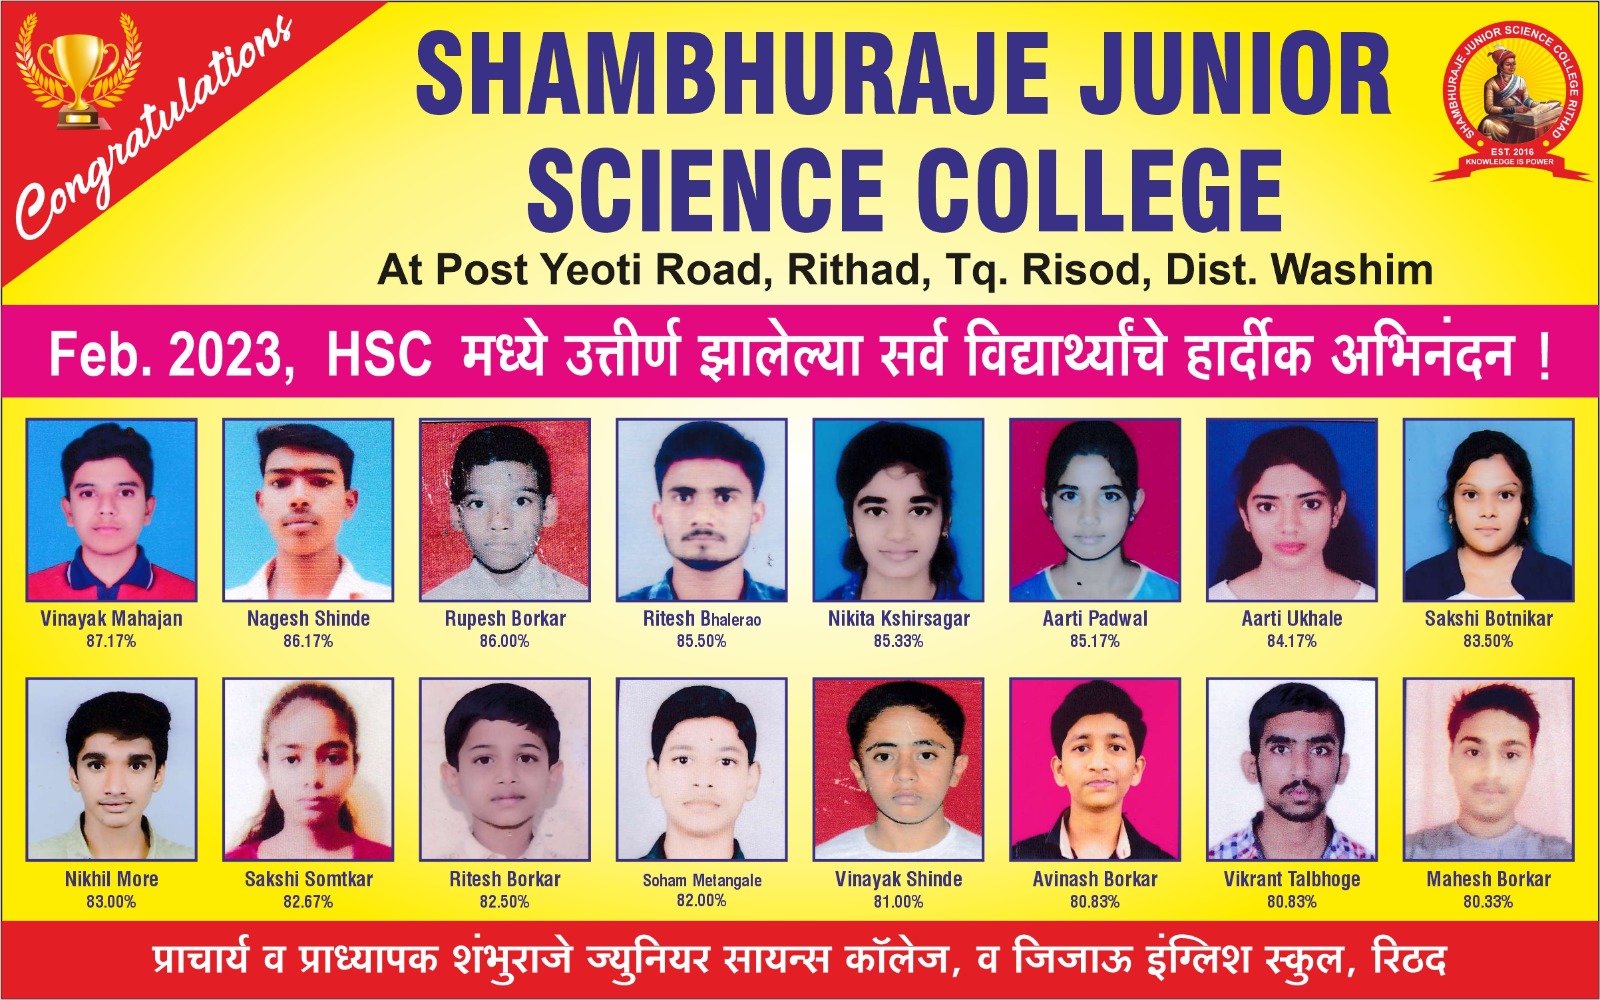 Congratulations
SHAMBHURAJE JUNIOR
SCIENCE COLLEGE
At Post Yeoti Road, Rithad, Tq. Risod, Dist. Washim
SHAMBHURAJE JUNIOR SCIENCE COLLEGE RITHAD
EST. 2016
KNOWLEDGE IS POWER
Feb. 2023, HSC मध्ये उत्तीर्ण झालेल्या सर्व विद्यार्थ्यांचे हार्दीक अभिनंदन !
Vinayak Mahajan
87.17%
Nagesh Shinde
86.17%
Rupesh Borkar
86.00%
Ritesh Bhalerao
85.50%
Nikita Kshirsagar
85.33%
Aarti Padwal
85.17%
Aarti Ukhale
84.17%
Sakshi Botnikar
83.50%
Nikhil More
83.00%
Sakshi Somtkar
82.67%
Ritesh Borkar
82.50%
Soham Metangale
82.00%
Vinayak Shinde
81.00%
Avinash Borkar
80.83%
Vikrant Talbhoge
80.83%
Mahesh Borkar
80.33%
प्राचार्य व प्राध्यापक शंभुराजे ज्युनियर सायन्स कॉलेज, व जिजाऊ इंग्लिश स्कुल, रिठद